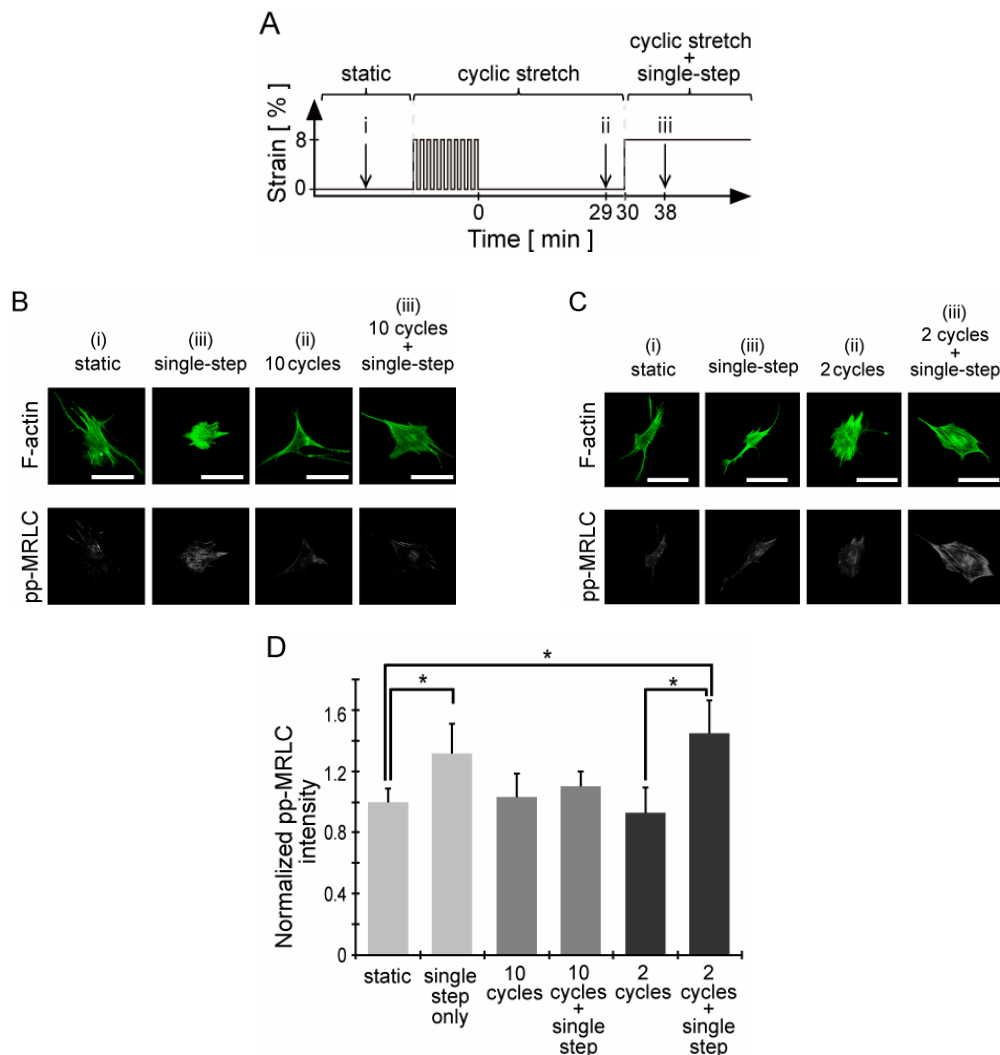 A
static
cyclic stretch
cyclic stretch
+
single-step
Strain [ % ]
8
0
i
ii
iii
0
29
30
38
Time [ min ]
B
(i)
static
(iii)
single-step
(ii)
10 cycles
(iii)
10 cycles
+
single-step
F-actin
pp-MRLC
C
(i)
static
(iii)
single-step
(ii)
2 cycles
(iii)
2 cycles
+
single-step
F-actin
pp-MRLC
D
*
*
*
Normalized pp-MRLC
intensity
1.6
1.2
0.8
0.4
0
static
single
step
only
10
cycles
10
cycles
+
single
step
2
cycles
2
cycles
+
single
step